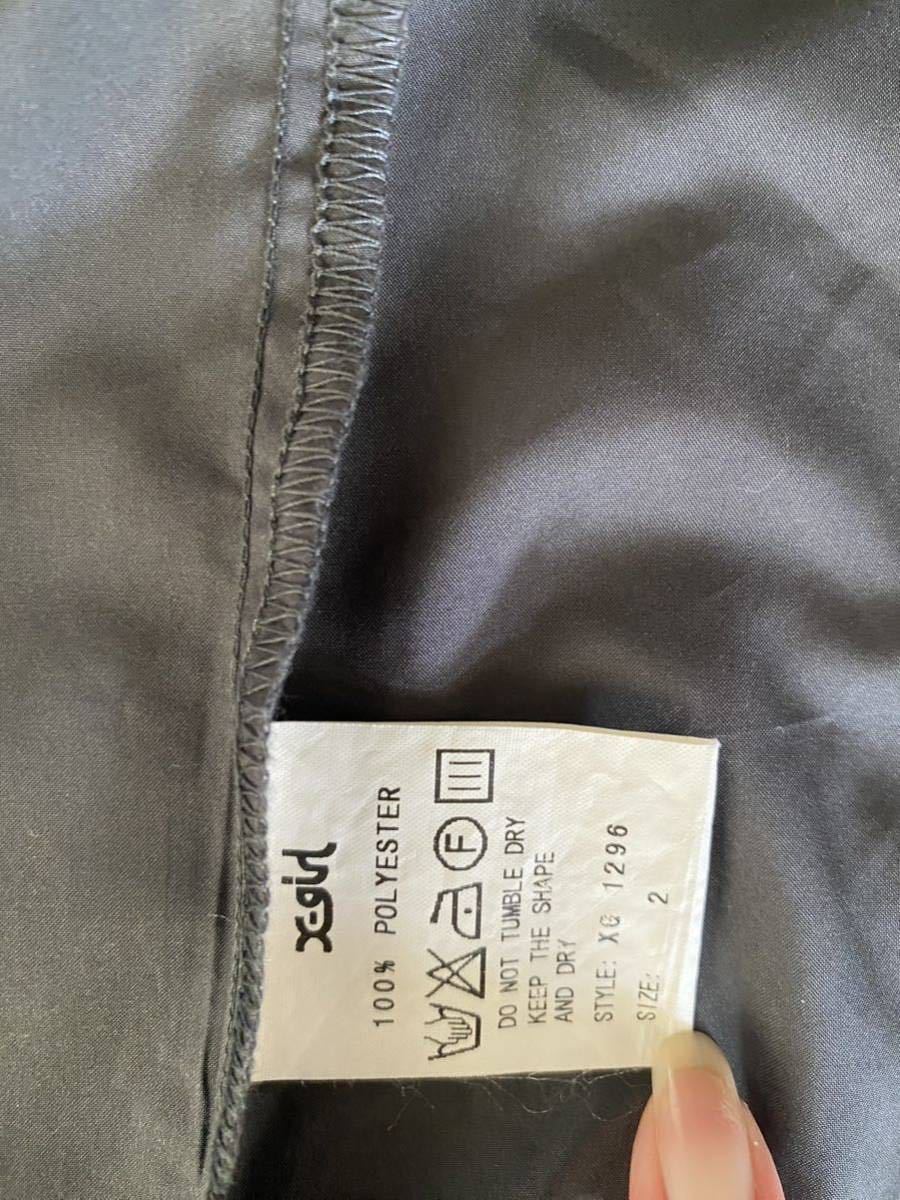 X-girl
100% POLYESTER
F
DO NOT TUMBLE DRY
KEEP THE SHAPE
AND DRY
STYLE: XG 1296
SIZE: 2